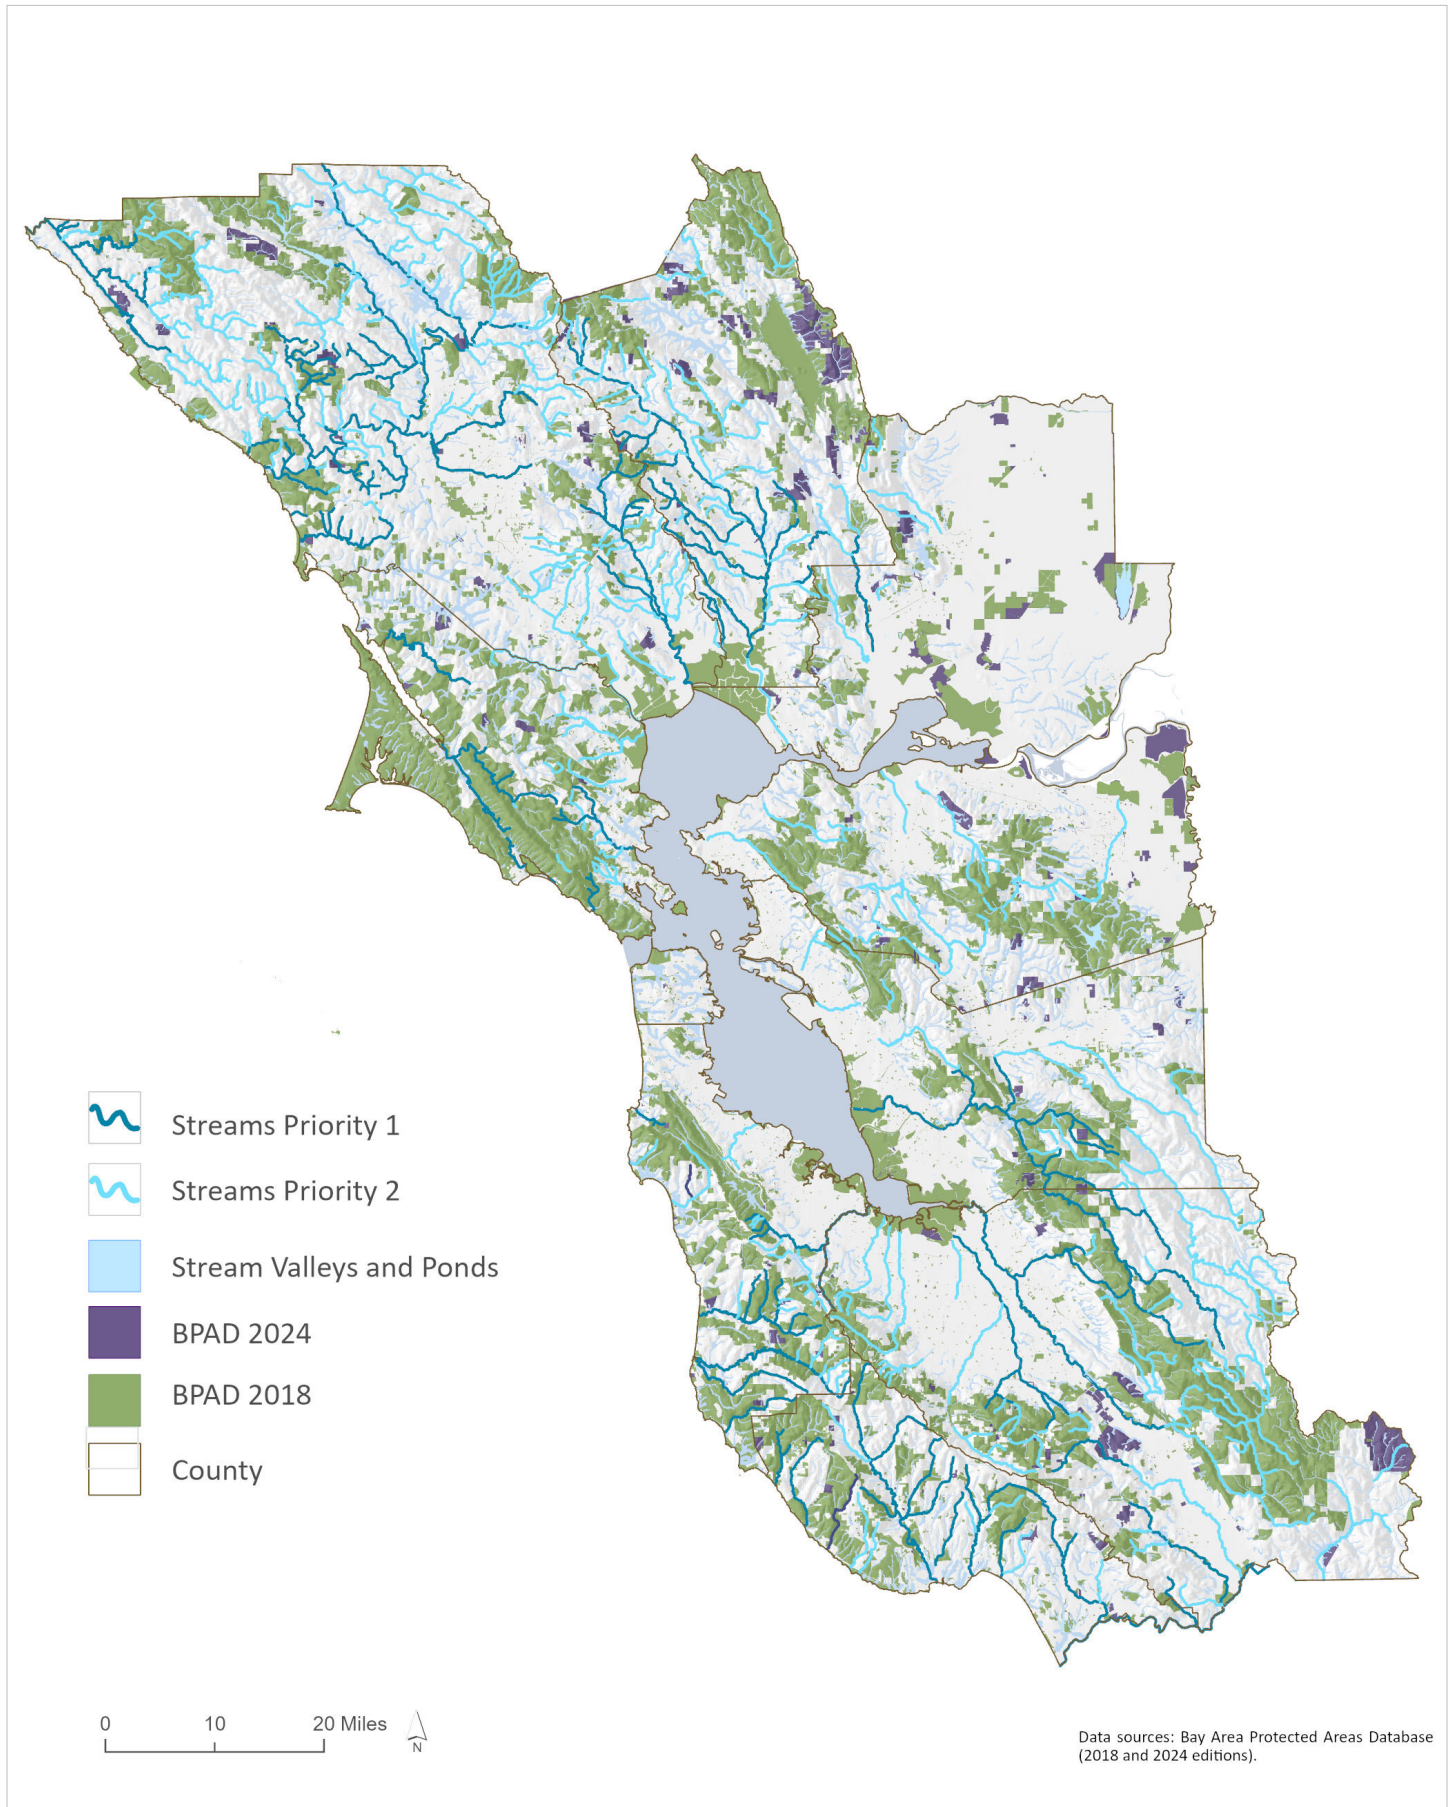 Streams Priority 1
Streams Priority 2
Stream Valleys and Ponds
BPAD 2024
BPAD 2018
County
0 10 20 Miles
N
Data sources: Bay Area Protected Areas Database
(2018 and 2024 editions).